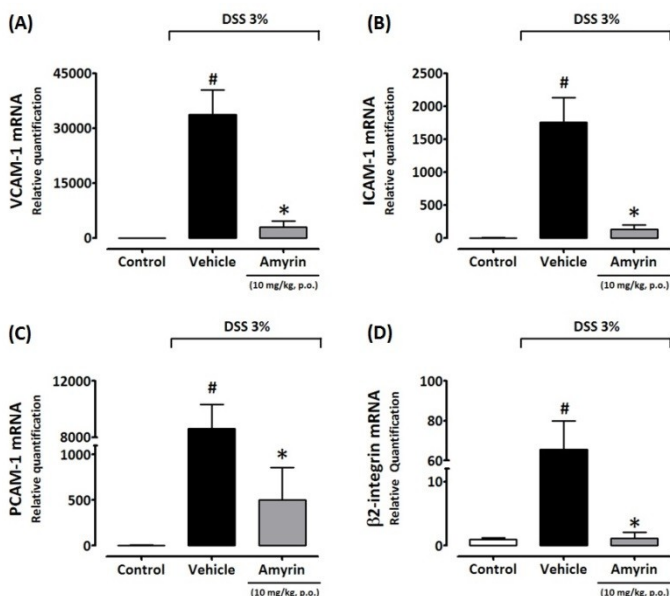 (A)
DSS 3%
VCAM-1 mRNA
Relative quantification
45000
30000
15000
0
#
*
Control
Vehicle
Amyrin
(10 mg/kg, p.o.)
(B)
DSS 3%
ICAM-1 mRNA
Relative quantification
2500
2000
1500
1000
500
0
#
*
Control
Vehicle
Amyrin
(10 mg/kg, p.o.)
(C)
DSS 3%
PCAM-1 mRNA
Relative Quantification
12000
8000
1000
500
0
#
*
Control
Vehicle
Amyrin
(10 mg/kg, p.o.)
(D)
DSS 3%
β2-integrin mRNA
Relative Quantification
100
80
60
10
0
#
*
Control
Vehicle
Amyrin
(10 mg/kg, p.o.)